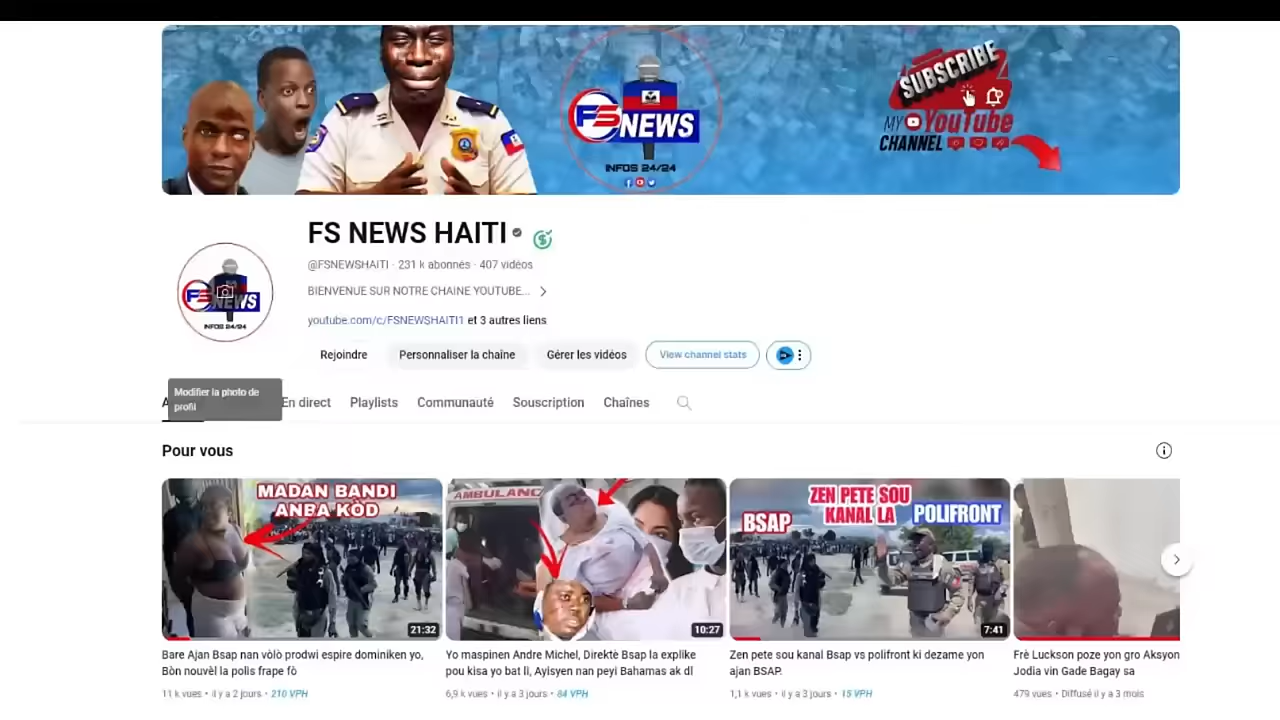 SUBSCRIBE
MY YouTube
CHANNEL
FS NEWS
INFOS 24/24
FS NEWS HAITI
@FSNEWSHAITI · 231 k abonnés · 407 vidéos
BIENVENUE SUR NOTRE CHAINE YOUTUBE...
youtube.com/c/FSNEWSHAITI1 et 3 autres liens
FS NEWS
INFOS 24/24
Rejoindre Personnaliser la chaîne Gérer les vidéos View channel stats
Modifier la photo de
profil
En direct Playlists Communauté Souscription Chaînes
Pour vous
MADAN BANDI
ANBA KÒD
21:32
AMBULANC
10:27
ZEN PETE SOU
KANAL LA
BSAP
POLIFRONT
7:41
Bare Ajan Bsap nan vòlò prodwi espire dominiken yo,
Bòn nouvèl la polis frape fò
11 k vues • il y a 2 jours • 210 VPH
Yo maspinen Andre Michel, Direktè Bsap la explike
pou kisa yo bat li, Ayisyen nan peyi Bahamas ak dl
6,9 k vues • il y a 3 jours • 84 VPH
Zen pete sou kanal Bsap vs polifront ki dezame yon
ajan BSAP.
1,1 k vues • il y a 3 jours • 15 VPH
Frè Luckson poze yon gro Aksyon
Jodia vin Gade Bagay sa
479 vues • Diffusé il y a 3 mois